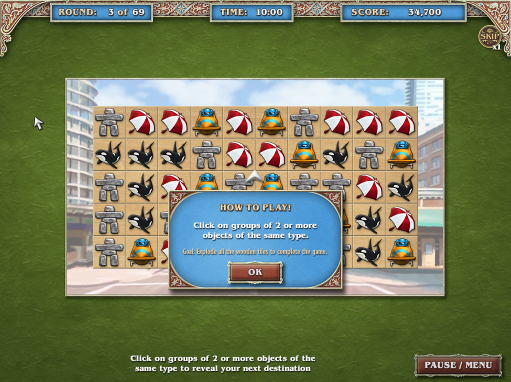 ROUND: 3 of 69
TIME: 10:00
SCORE: 34,700
SKIP
x1
HOW TO PLAY!
Click on groups of 2 or more
objects of the same type.
Goal: Explode all the wooden tiles to complete the game.
OK
Click on groups of 2 or more objects of the
same type to reveal your next destination
PAUSE / MENU